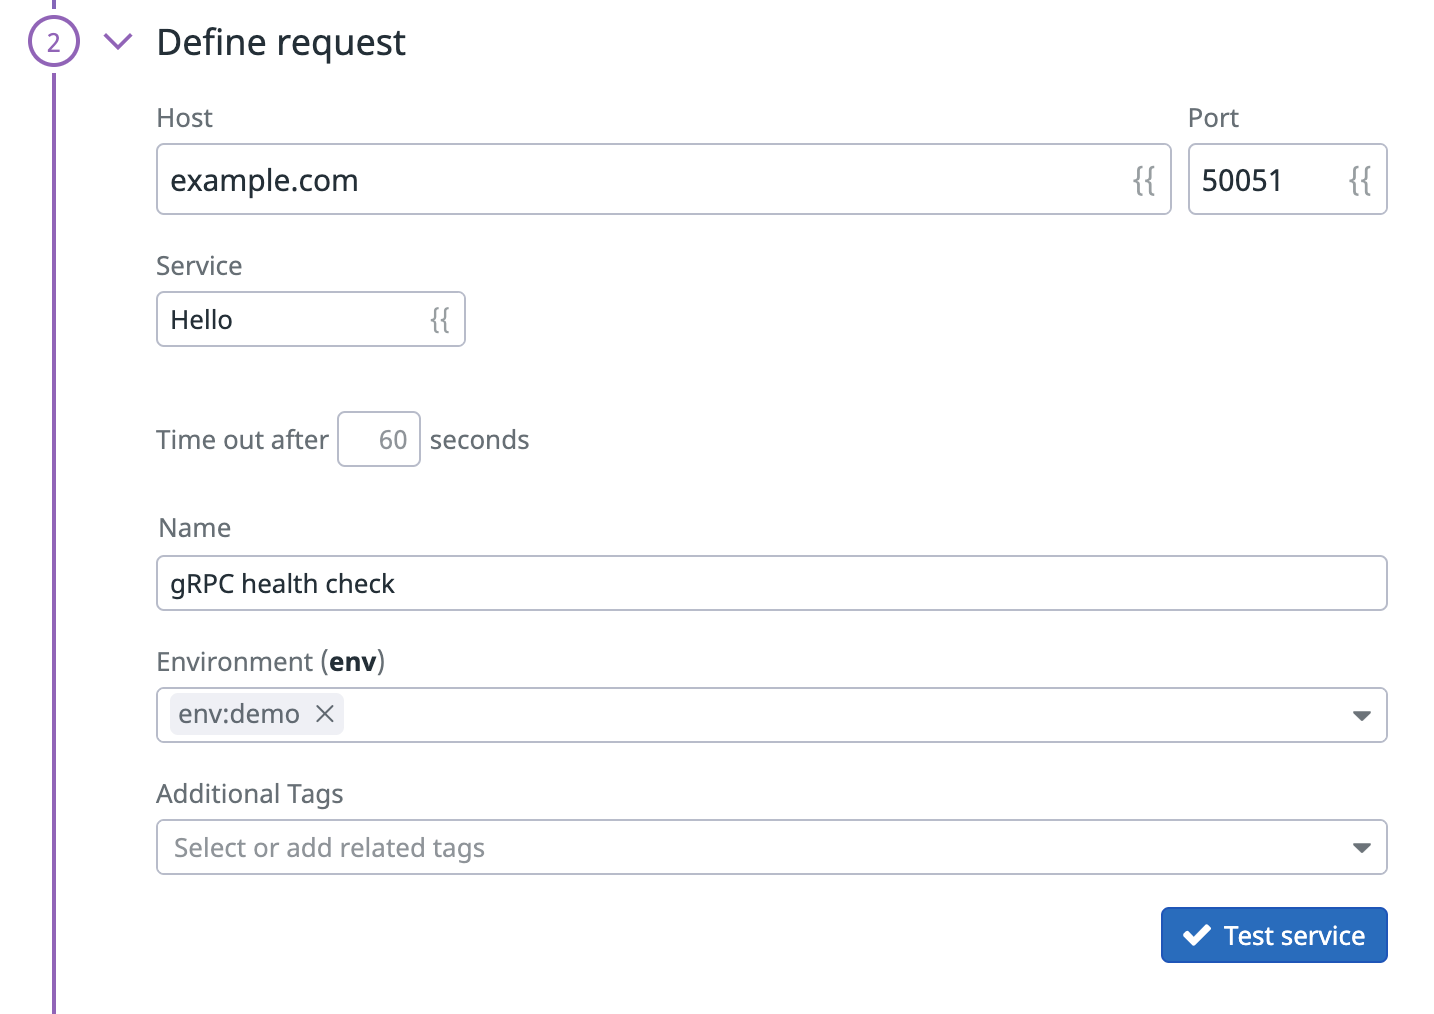 2 Define request
Host Port
example.com {{ 50051 {{
Service
Hello {{
Time out after 60 seconds
Name
gRPC health check
Environment (env)
env:demo
Additional Tags
Select or add related tags
Test service